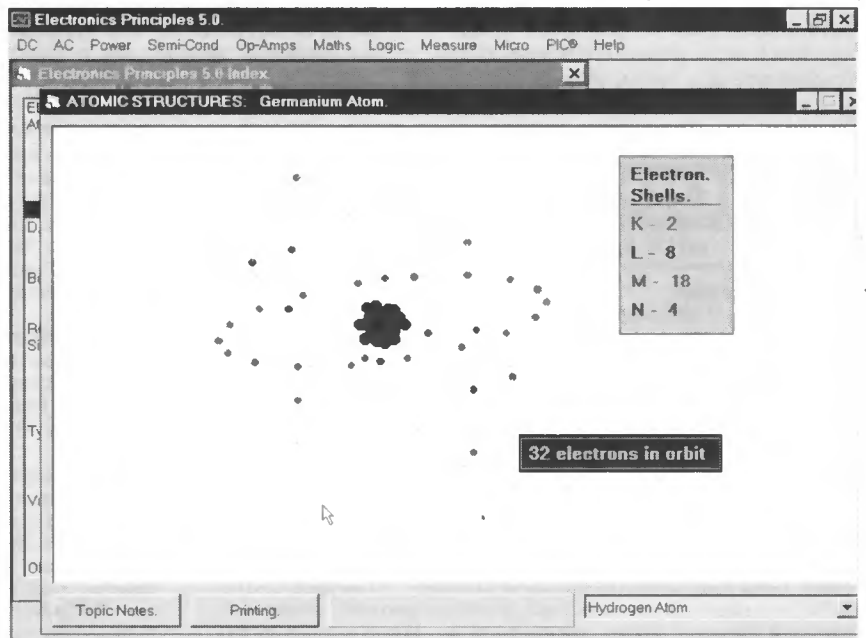 Electronics Principles 5.0.
DC AC Power Semi-Cond Op-Amps Maths Logic Measure Micro PIC® Help
Electronics Principles 5.0 Index.
ATOMIC STRUCTURES: Germanium Atom.
Electron.
Shells.
K - 2
L - 8
M - 18
N - 4
32 electrons in orbit
Topic Notes.
Printing.
Hydrogen Atom